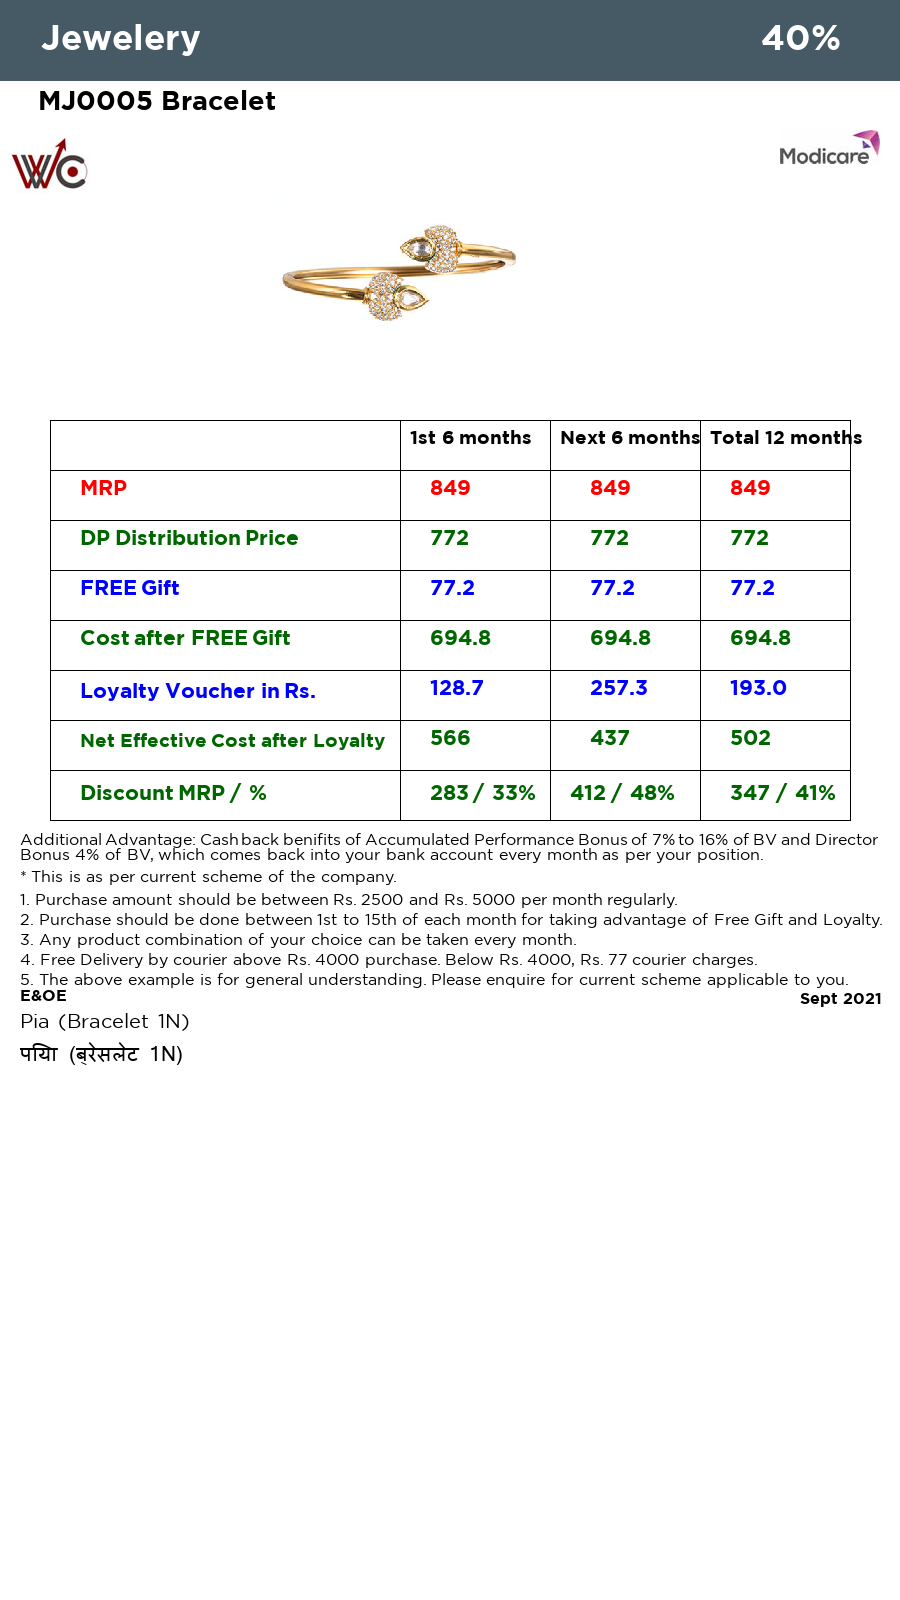 Jewelery 40%
MJ0005 Bracelet
WC
Modicare
1st 6 months Next 6 months Total 12 months
MRP 849 849 849
DP Distribution Price 772 772 772
FREE Gift 77.2 77.2 77.2
Cost after FREE Gift 694.8 694.8 694.8
Loyalty Voucher in Rs. 128.7 257.3 193.0
Net Effective Cost after Loyalty 566 437 502
Discount MRP / % 283 / 33% 412 / 48% 347 / 41%
Additional Advantage: Cashback benifits of Accumulated Performance Bonus of 7% to 16% of BV and Director
Bonus 4% of BV, which comes back into your bank account every month as per your position.
* This is as per current scheme of the company.
1. Purchase amount should be between Rs. 2500 and Rs. 5000 per month regularly.
2. Purchase should be done between 1st to 15th of each month for taking advantage of Free Gift and Loyalty.
3. Any product combination of your choice can be taken every month.
4. Free Delivery by courier above Rs. 4000 purchase. Below Rs. 4000, Rs. 77 courier charges.
5. The above example is for general understanding. Please enquire for current scheme applicable to you.
E&OE Sept 2021
Pia (Bracelet 1N)
पिया (ब्रेसलेट 1N)